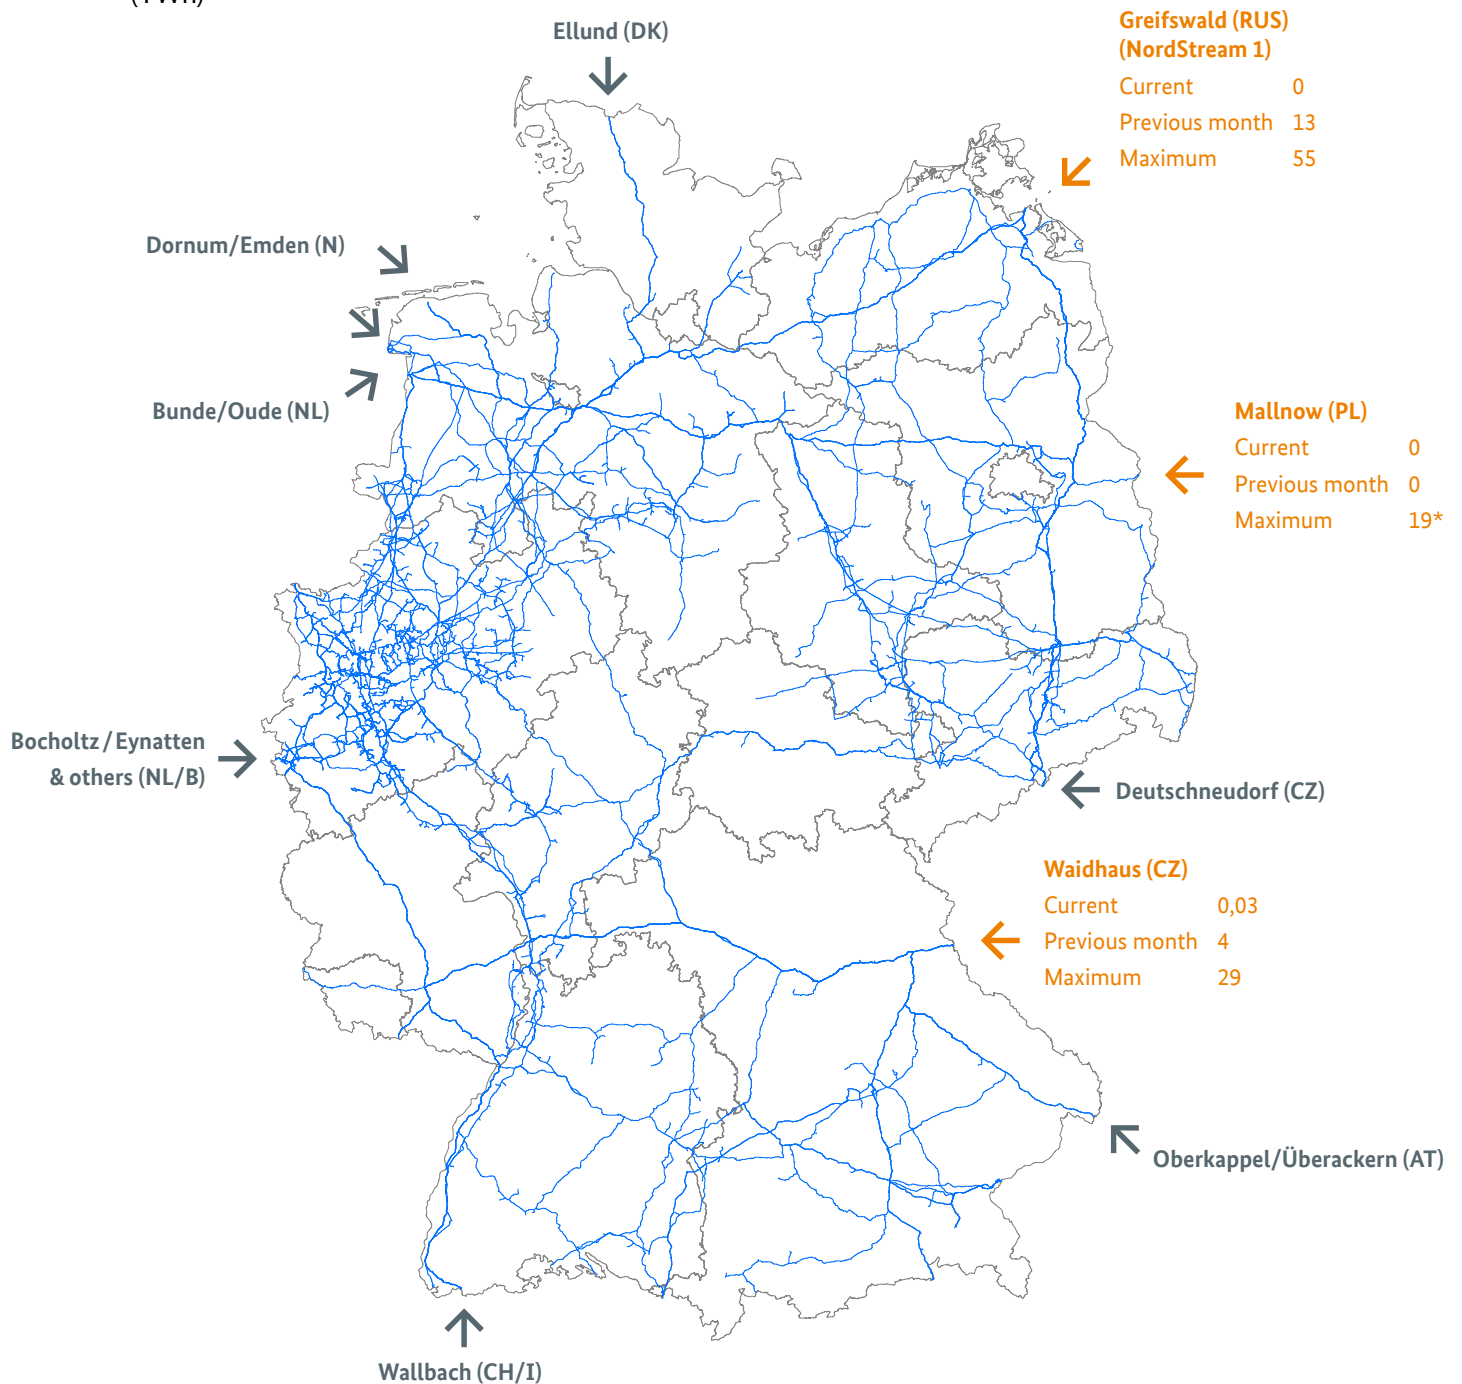 (TWh)
Ellund (DK)
Greifswald (RUS)
(NordStream 1)
Current 0
Previous month 13
Maximum 55
Dornum/Emden (N)
Bunde/Oude (NL)
Mallnow (PL)
Current 0
Previous month 0
Maximum 19*
Bocholtz / Eynatten
& others (NL/B)
Deutschneudorf (CZ)
Waidhaus (CZ)
Current 0,03
Previous month 4
Maximum 29
Oberkappel/Überackern (AT)
Wallbach (CH/I)